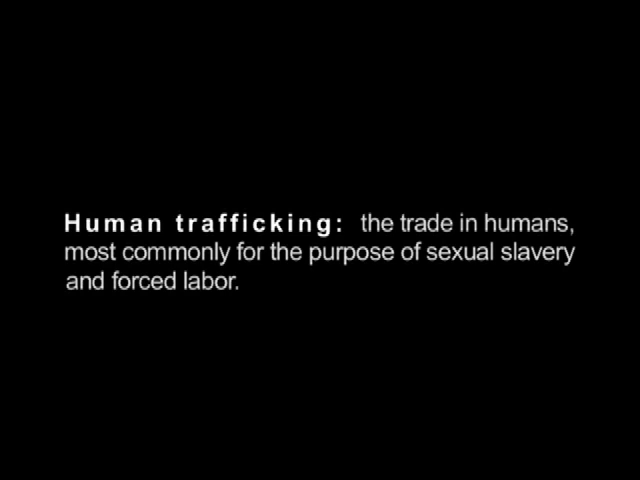 Human trafficking: the trade in humans,
most commonly for the purpose of sexual slavery
and forced labor.